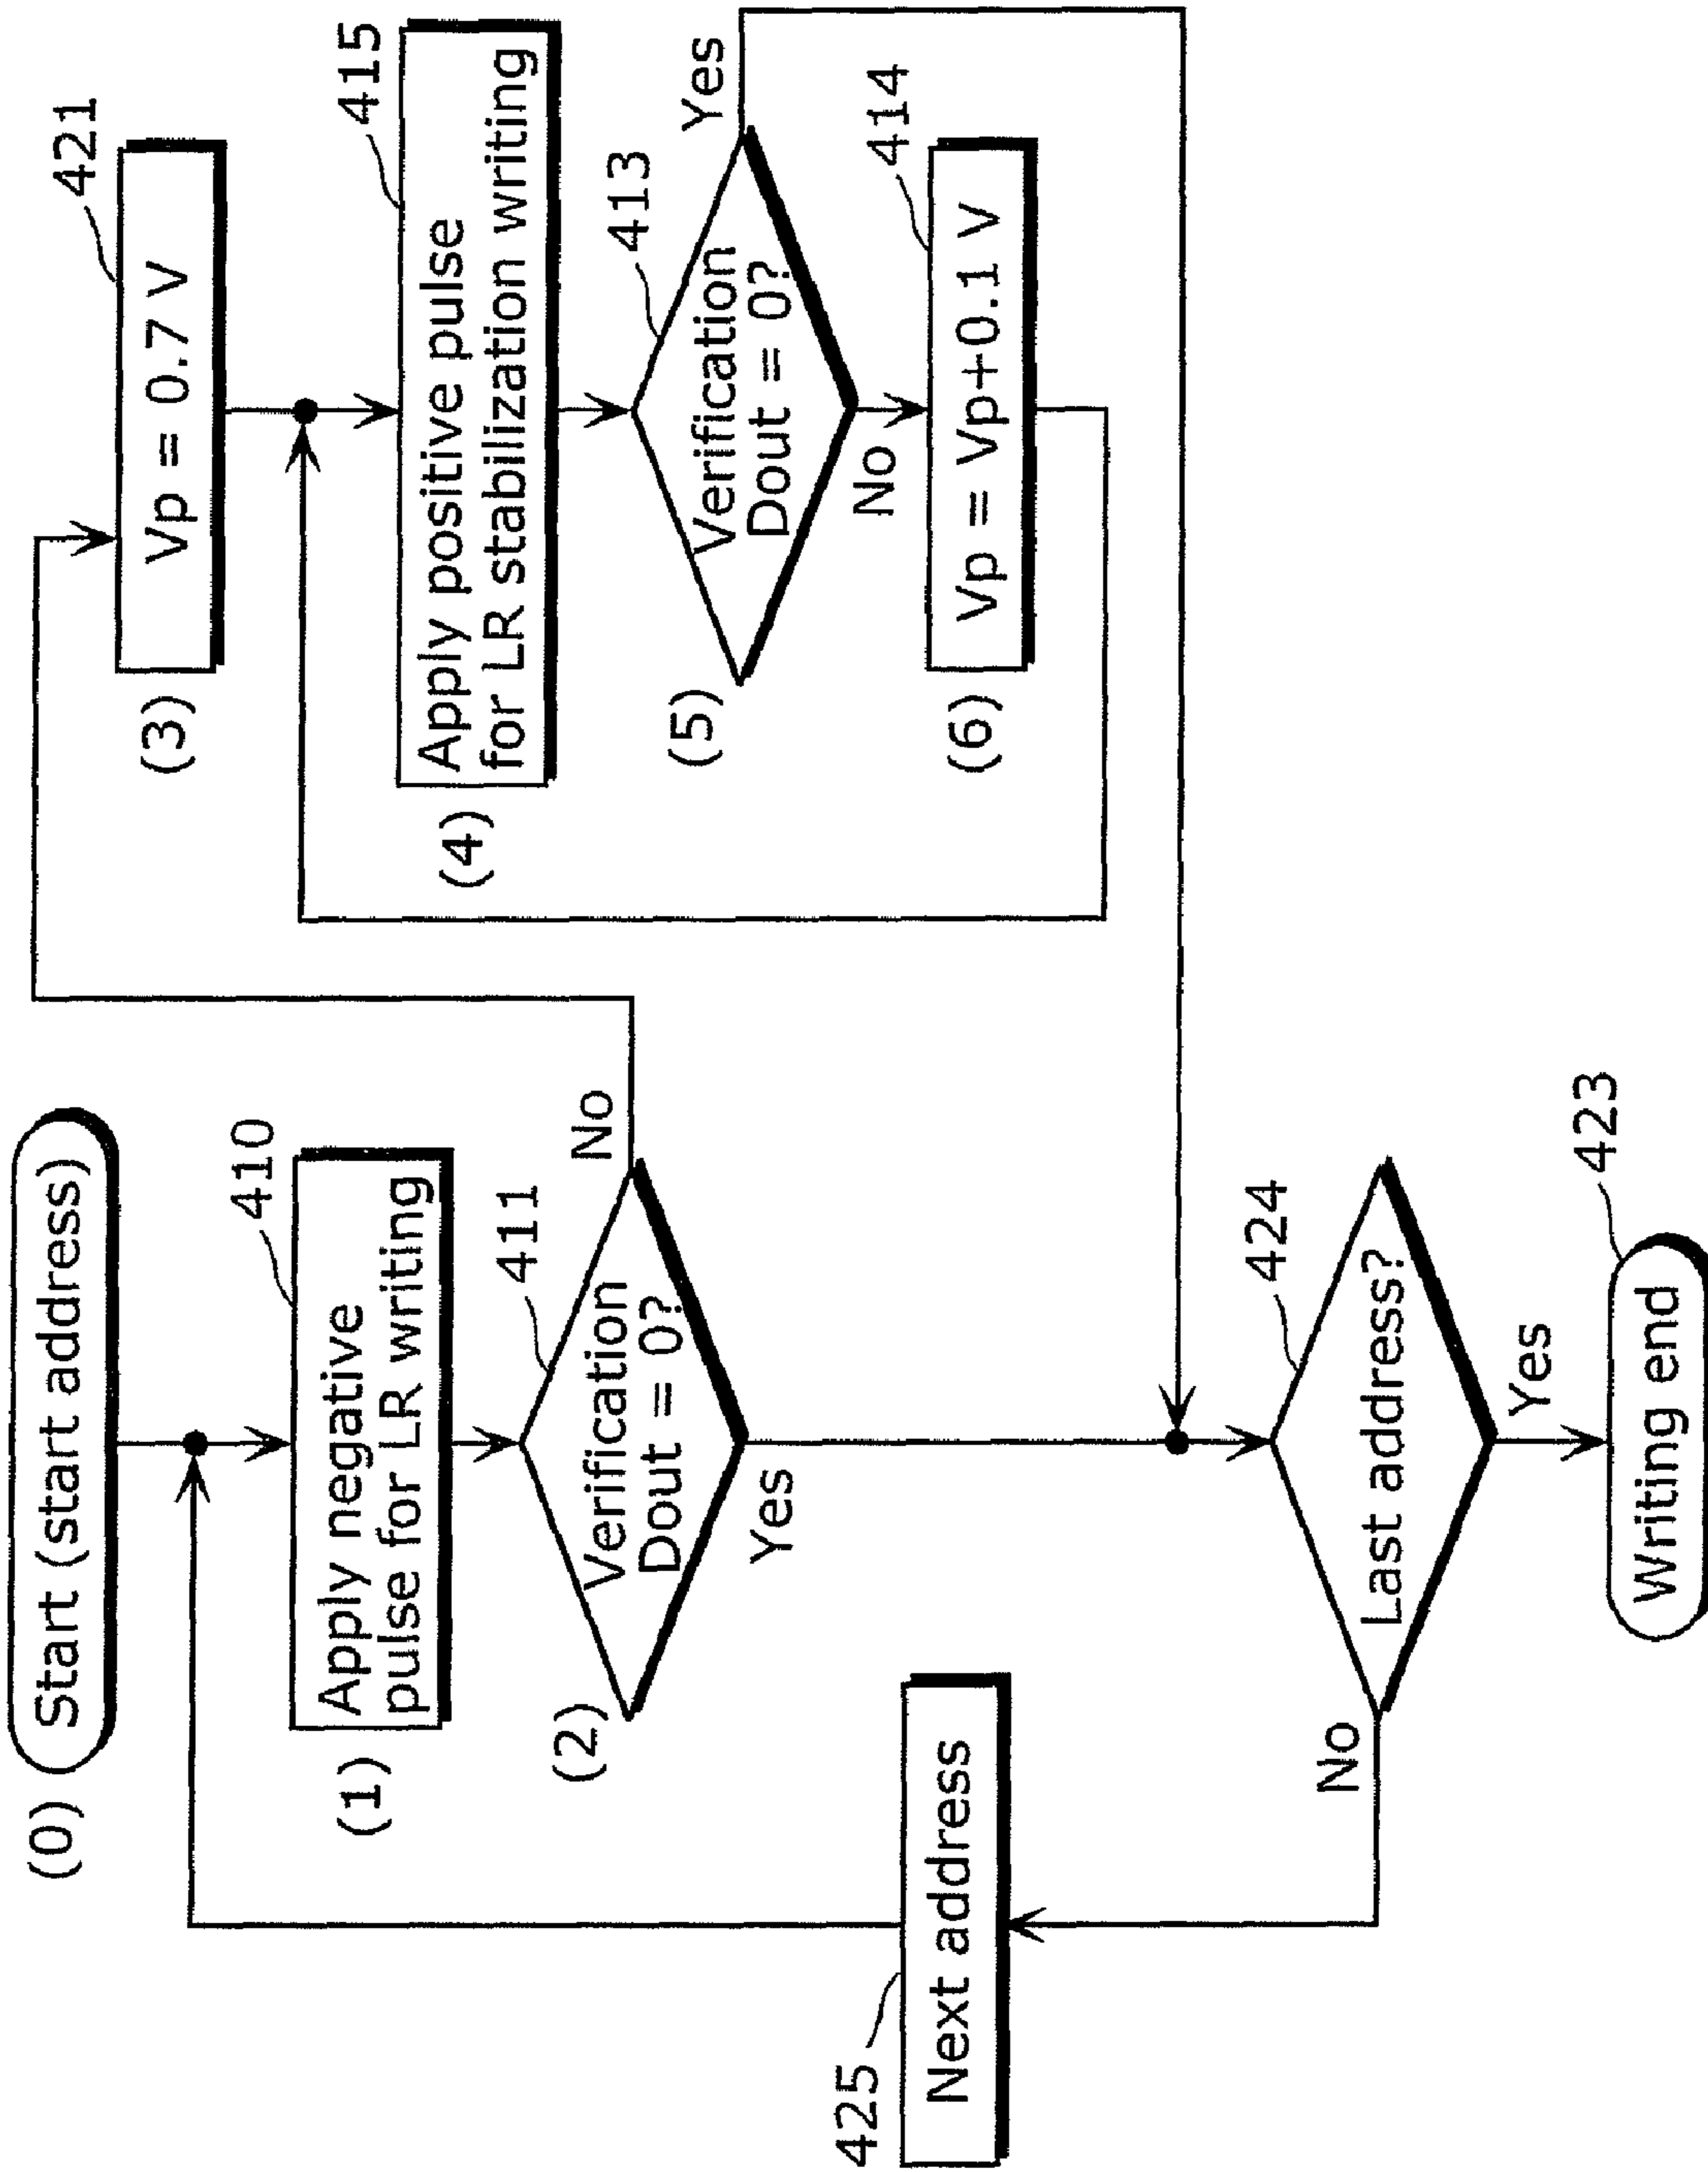 (0)
Start (start address)
410
(1)
Apply negative
pulse for LR writing
411
(2)
Verification
Dout = 0?
No
Yes
421
(3)
Vp = 0.7 V
415
(4)
Apply positive pulse
for LR stabilization writing
413
(5)
Verification
Dout = 0?
Yes
No
414
(6)
Vp = Vp+0.1 V
425
Next address
424
Last address?
No
Yes
423
Writing end